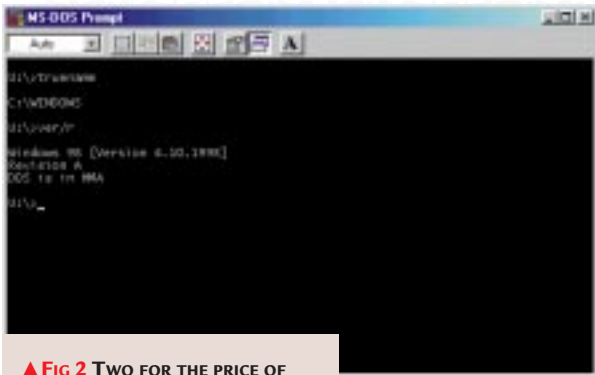 MS-DOS Prompt
Auto
A
truename
C:\WINDOWS
ver/r
Windows 98 [Version 4.10.1998]
Revision A
DOS is in HMA
▲ FIG 2 TWO FOR THE PRICE OF